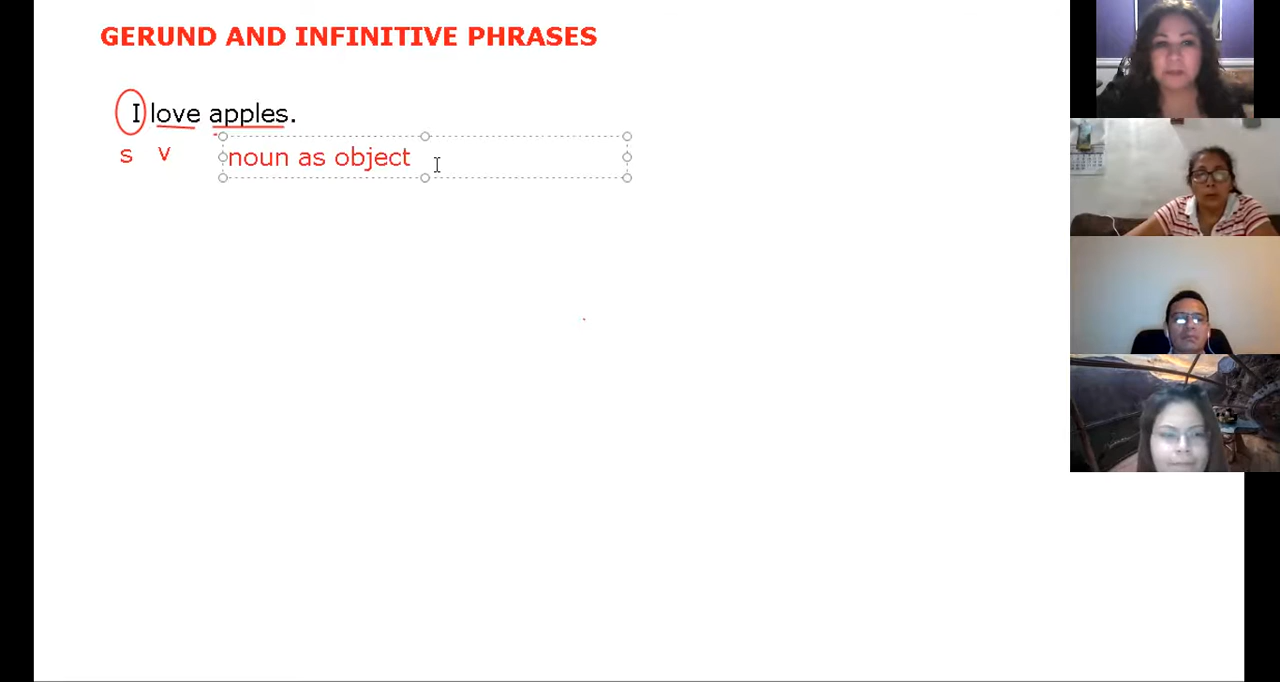 GERUND AND INFINITIVE PHRASES
I love apples.
S V noun as object